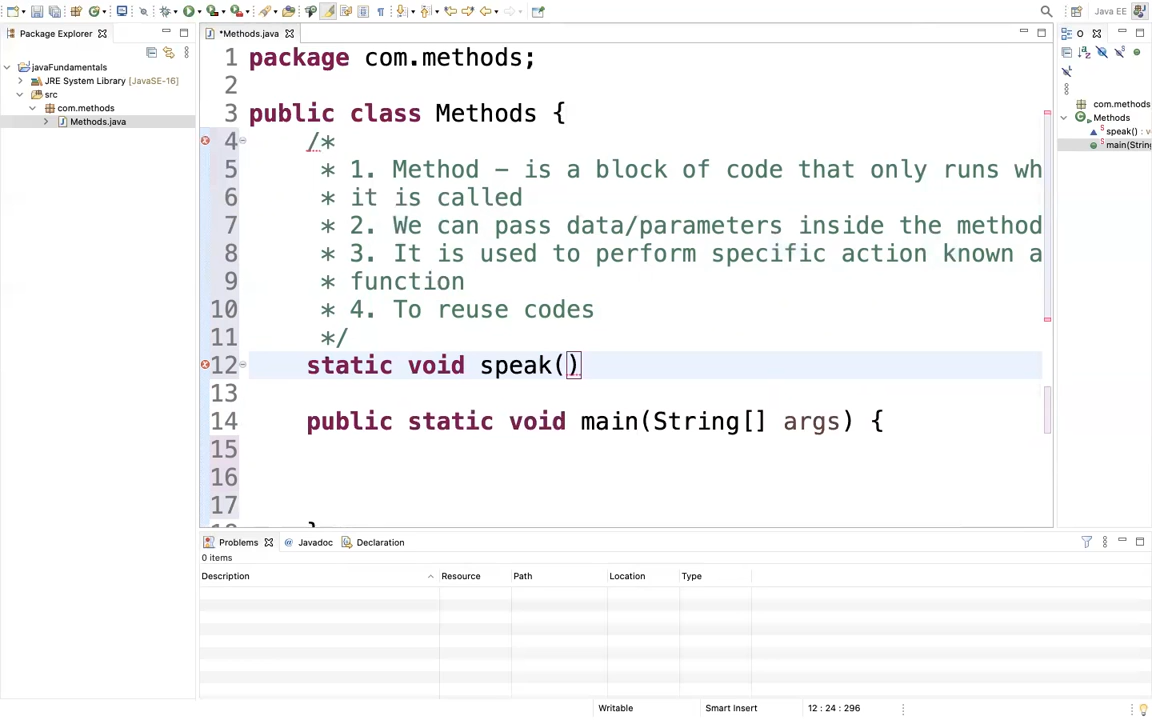 Java EE
Package Explorer
*Methods.java
O
javaFundamentals
JRE System Library [JavaSE-16]
src
com.methods
Methods.java
1 package com.methods;
2
3 public class Methods {
4 /*
5 * 1. Method – is a block of code that only runs wh
6 * it is called
7 * 2. We can pass data/parameters inside the method
8 * 3. It is used to perform specific action known a
9 * function
10 * 4. To reuse codes
11 */
12 static void speak()
13
14 public static void main(String[] args) {
15
16
17
com.methods
Methods
speak() : v
main(String
Problems
Javadoc
Declaration
0 items
Description Resource Path Location Type
Writable Smart Insert 12 : 24 : 296